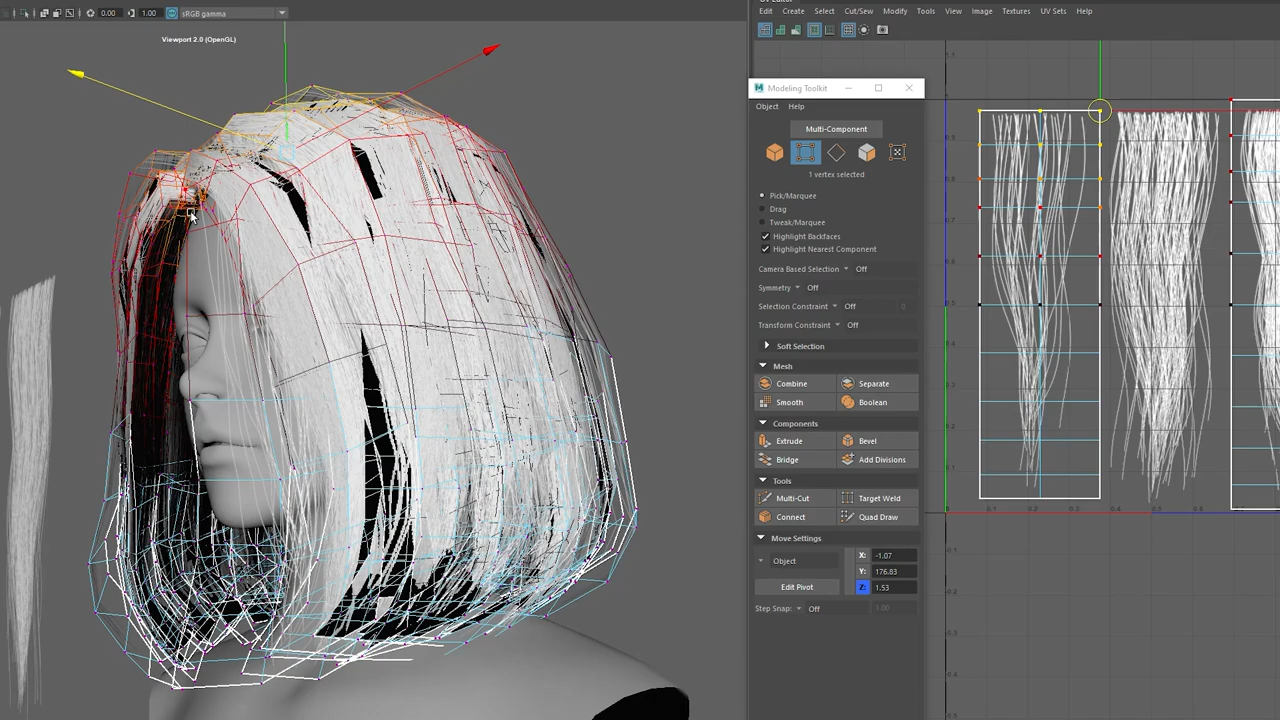 0.00
1.00
sRGB gamma
Viewport 2.0 (OpenGL)
Edit Create Select Cut/Sew Modify Tools View Image Textures UV Sets Help
Modeling Toolkit
Object Help
Multi-Component
1 vertex selected
Pick/Marquee
Drag
Tweak/Marquee
Highlight Backfaces
Highlight Nearest Component
Camera Based Selection Off
Symmetry Off
Selection Constraint Off 0
Transform Constraint Off
Soft Selection
Mesh
Combine Separate
Smooth Boolean
Components
Extrude Bevel
Bridge Add Divisions
Tools
Multi-Cut Target Weld
Connect Quad Draw
Move Settings
Object X: -1.07
Y: 176.83
Edit Pivot Z: 1.53
Step Snap: Off 1.00